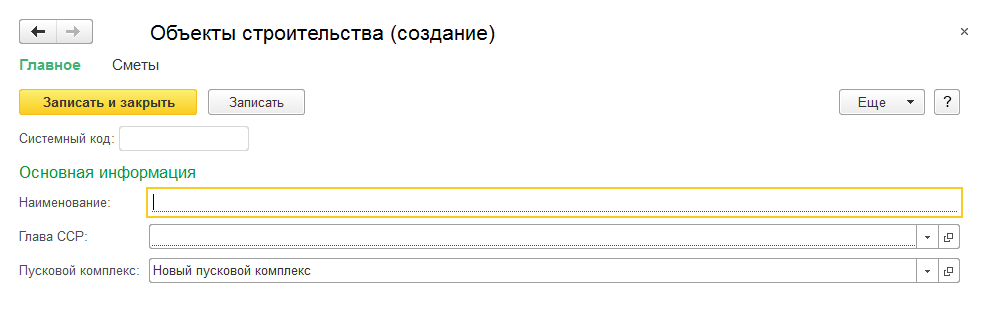 Объекты строительства (создание)
Главное Сметы
Записать и закрыть Записать Еще ?
Системный код:
Основная информация
Наименование:
Глава ССР:
Пусковой комплекс: Новый пусковой комплекс